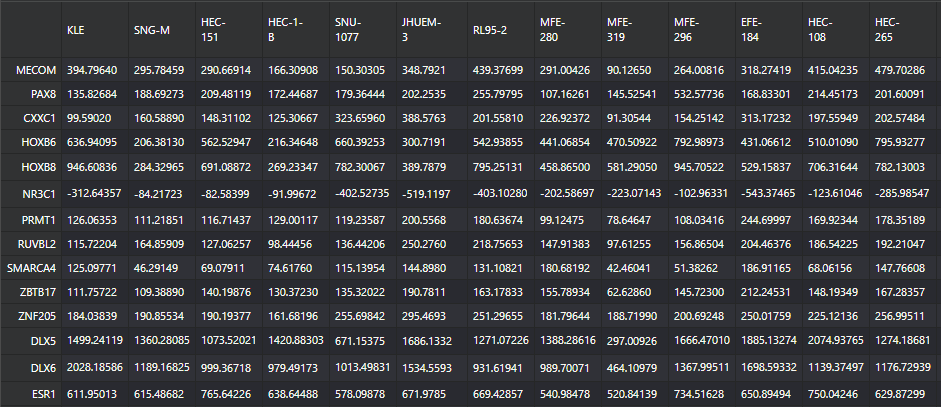 KLE SNG-M HEC-151 HEC-1-B SNU-1077 JHUEM-3 RL95-2 MFE-280 MFE-319 MFE-296 EFE-184 HEC-108 HEC-265
MECOM 394.79640 295.78459 290.66914 166.30908 150.30305 348.7921 439.37699 291.00426 90.12650 264.00816 318.27419 415.04235 479.70286
PAX8 135.82684 188.69273 209.48119 172.44687 179.36444 202.2535 255.79795 107.16261 145.52541 532.57736 168.83301 214.45173 201.60091
CXXC1 99.59020 160.58890 148.31102 125.30667 323.65960 388.5763 201.55810 226.92372 91.30544 154.25142 313.17232 197.55949 202.57484
HOXB6 636.94095 206.38130 562.52947 216.34648 660.39253 300.7191 542.93855 441.06854 470.50922 792.98973 431.06612 510.01090 795.93277
HOXB8 946.60836 284.32965 691.08872 269.23347 782.30067 389.7879 795.25131 458.86500 581.29050 945.70522 529.15837 706.31644 782.13003
NR3C1 -312.64357 -84.21723 -82.58399 -91.99672 -402.52735 -519.1197 -403.10280 -202.58697 -223.07143 -102.96331 -543.37465 -123.61046 -285.98547
PRMT1 126.06353 111.21851 116.71437 129.00117 119.23587 200.5568 180.63674 99.12475 78.64647 108.03416 244.69997 169.92344 178.35189
RUVBL2 115.72204 164.85909 127.06257 98.44456 136.44206 250.2760 218.75653 147.91383 97.61255 156.86504 204.46376 186.54225 192.21047
SMARCA4 125.09771 46.29149 69.07911 74.61760 115.13954 144.8980 131.10821 180.68192 42.46041 51.38262 186.91165 68.06156 147.76608
ZBTB17 111.75722 109.38890 140.19876 130.37230 135.32022 190.7811 163.17833 155.78934 62.62860 145.72300 212.24531 148.19349 167.28357
ZNF205 184.03839 190.85534 190.19377 161.68196 255.69842 295.4693 251.29655 181.79644 188.71990 200.69248 250.01759 225.12136 256.99511
DLX5 1499.24119 1360.28085 1073.52021 1420.88303 671.15375 1686.1332 1271.07226 1388.28616 297.00926 1666.47010 1885.13274 2074.93765 1274.18681
DLX6 2028.18586 1189.16825 999.36718 979.49173 1013.49831 1534.5593 931.61941 989.70071 464.10979 1367.99511 1698.59332 1139.37497 1176.72939
ESR1 611.95013 615.48682 765.64226 638.64488 578.09878 671.9785 669.42857 540.98478 520.84139 734.51628 650.89494 750.04246 629.87299